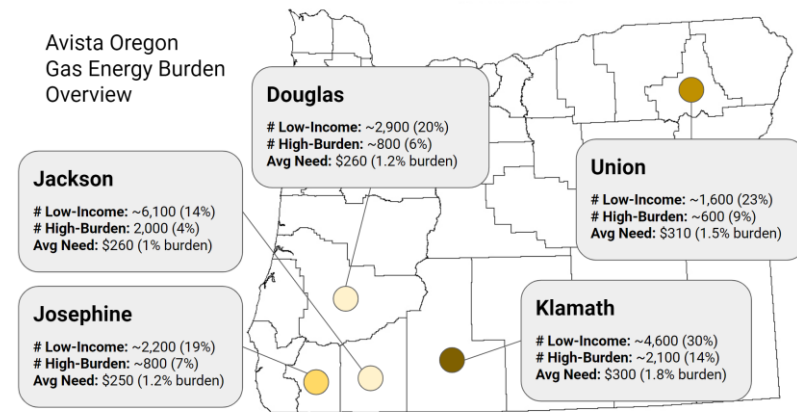 Avista Oregon
Gas Energy Burden
Overview
Douglas
# Low-Income: ~2,900 (20%)
# High-Burden: ~800 (6%)
Avg Need: $260 (1.2% burden)
Jackson
# Low-Income: ~6,100 (14%)
# High-Burden: 2,000 (4%)
Avg Need: $260 (1% burden)
Union
# Low-Income: ~1,600 (23%)
# High-Burden: ~600 (9%)
Avg Need: $310 (1.5% burden)
Josephine
# Low-Income: ~2,200 (19%)
# High-Burden: ~800 (7%)
Avg Need: $250 (1.2% burden)
Klamath
# Low-Income: ~4,600 (30%)
# High-Burden: ~2,100 (14%)
Avg Need: $300 (1.8% burden)